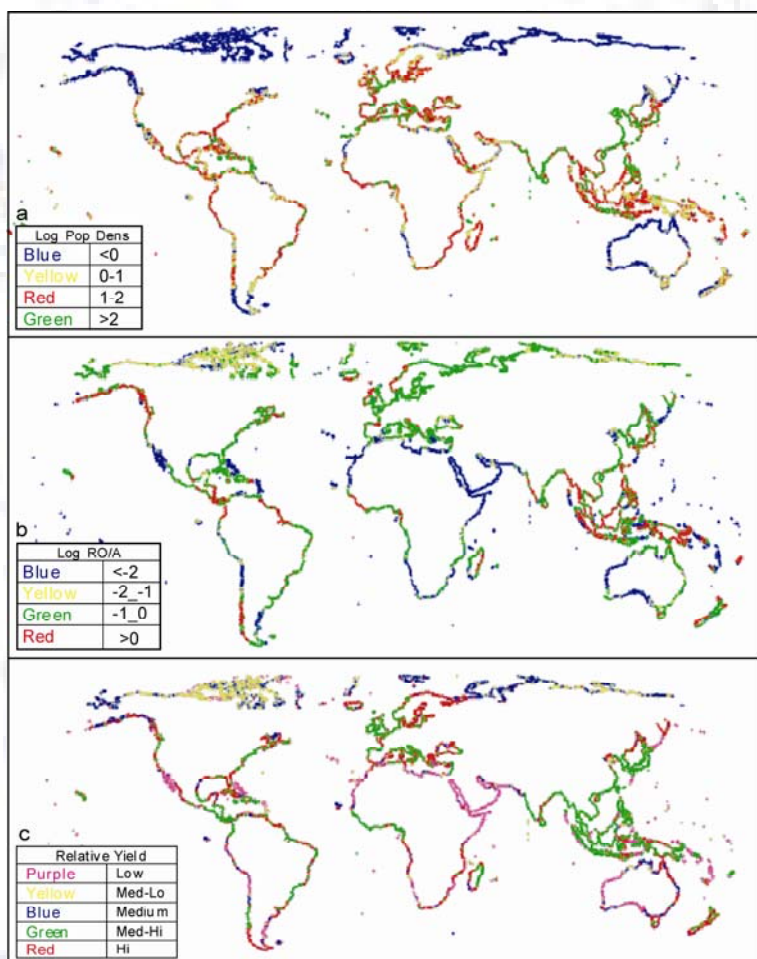 a
Log Pop Dens
Blue <0
Yellow 0-1
Red 1-2
Green >2
b
Log RO/A
Blue <-2
Yellow -2_-1
Green -1_0
Red >0
c
Relative Yield
Purple Low
Yellow Med-Lo
Blue Medium
Green Med-Hi
Red Hi